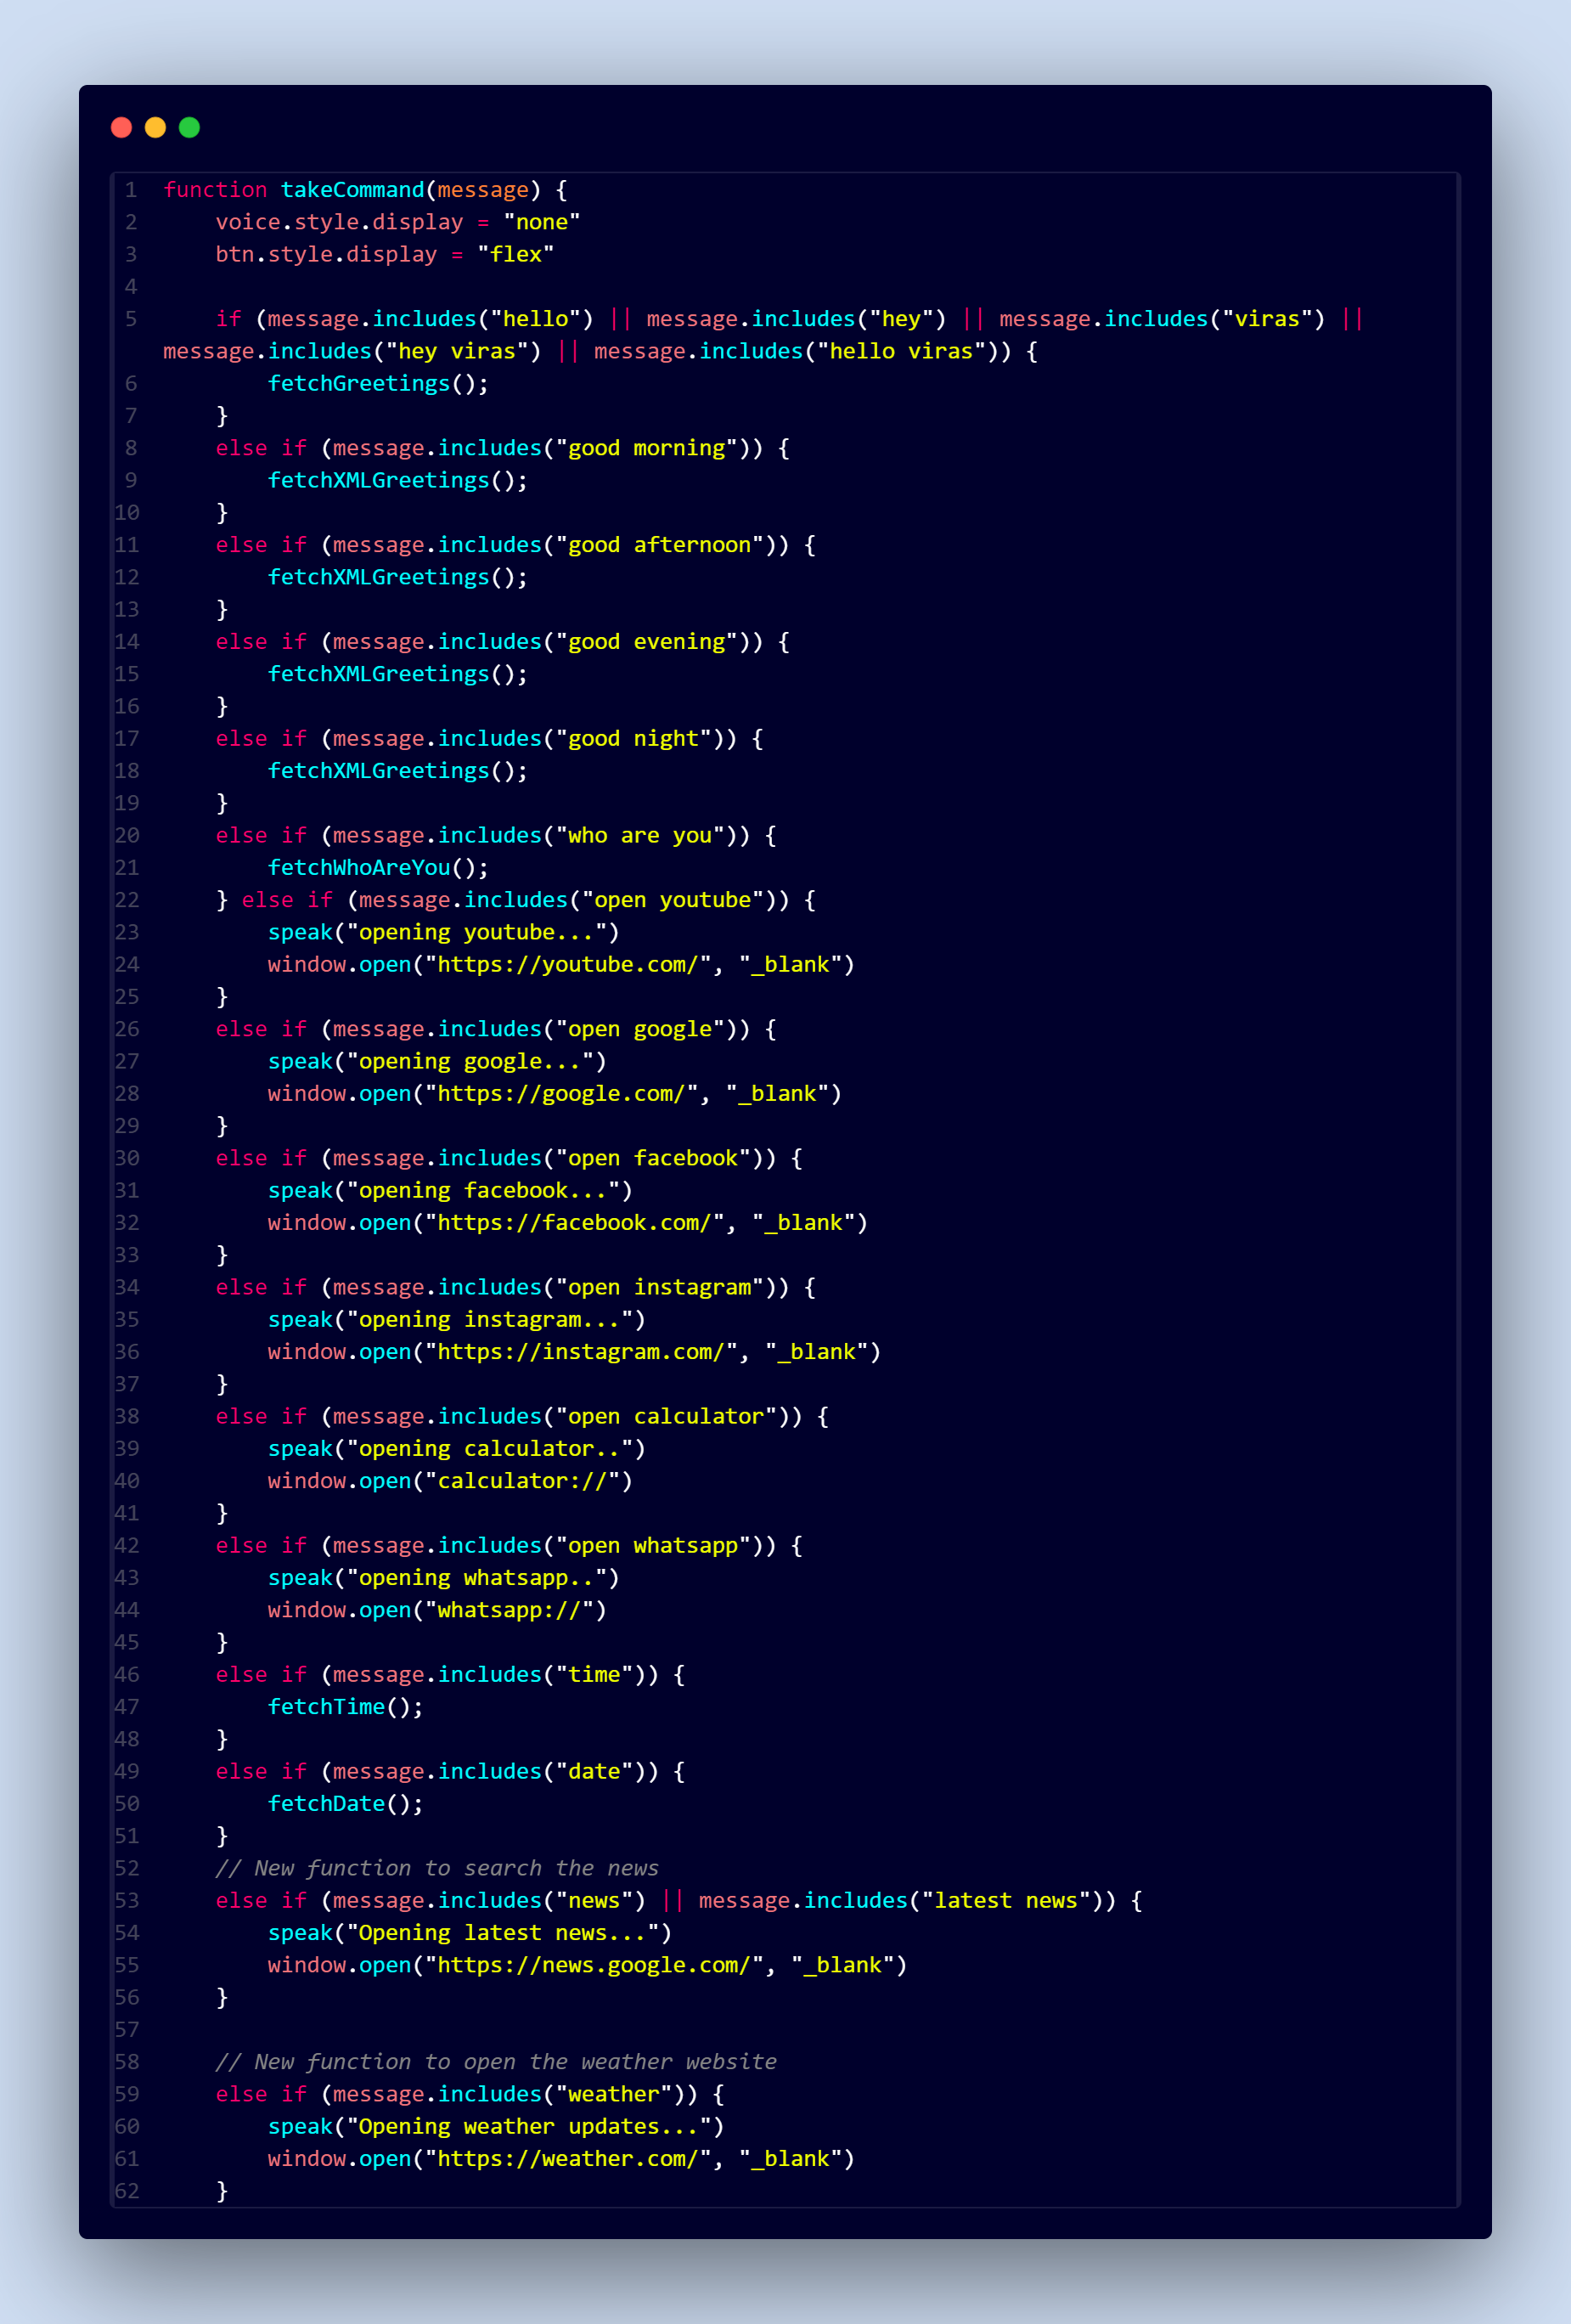 1 function takeCommand(message) {
2     voice.style.display = "none"
3     btn.style.display = "flex"
4
5     if (message.includes("hello") || message.includes("hey") || message.includes("viras") ||
message.includes("hey viras") || message.includes("hello viras")) {
6         fetchGreetings();
7     }
8     else if (message.includes("good morning")) {
9         fetchXMLGreetings();
10     }
11     else if (message.includes("good afternoon")) {
12         fetchXMLGreetings();
13     }
14     else if (message.includes("good evening")) {
15         fetchXMLGreetings();
16     }
17     else if (message.includes("good night")) {
18         fetchXMLGreetings();
19     }
20     else if (message.includes("who are you")) {
21         fetchWhoAreYou();
22     } else if (message.includes("open youtube")) {
23         speak("opening youtube...")
24         window.open("https://youtube.com/", "_blank")
25     }
26     else if (message.includes("open google")) {
27         speak("opening google...")
28         window.open("https://google.com/", "_blank")
29     }
30     else if (message.includes("open facebook")) {
31         speak("opening facebook...")
32         window.open("https://facebook.com/", "_blank")
33     }
34     else if (message.includes("open instagram")) {
35         speak("opening instagram...")
36         window.open("https://instagram.com/", "_blank")
37     }
38     else if (message.includes("open calculator")) {
39         speak("opening calculator..")
40         window.open("calculator://")
41     }
42     else if (message.includes("open whatsapp")) {
43         speak("opening whatsapp..")
44         window.open("whatsapp://")
45     }
46     else if (message.includes("time")) {
47         fetchTime();
48     }
49     else if (message.includes("date")) {
50         fetchDate();
51     }
52     // New function to search the news
53     else if (message.includes("news") || message.includes("latest news")) {
54         speak("Opening latest news...")
55         window.open("https://news.google.com/", "_blank")
56     }
57
58     // New function to open the weather website
59     else if (message.includes("weather")) {
60         speak("Opening weather updates...")
61         window.open("https://weather.com/", "_blank")
62     }